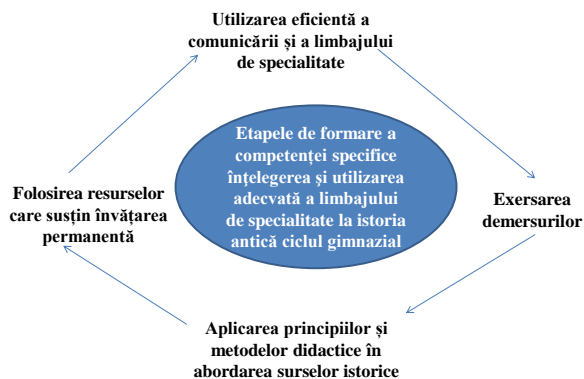 Utilizarea eficientă a
comunicării și a limbajului
de specialitate
Etapele de formare a
competenței specifice
înţelegerea și utilizarea
adecvată a limbajului
de specialitate la istoria
antică ciclul gimnazial
Folosirea resurselor
care susțin învățarea
permanentă
Exersarea
demersurilor
Aplicarea principiilor și
metodelor didactice în
abordarea surselor istorice